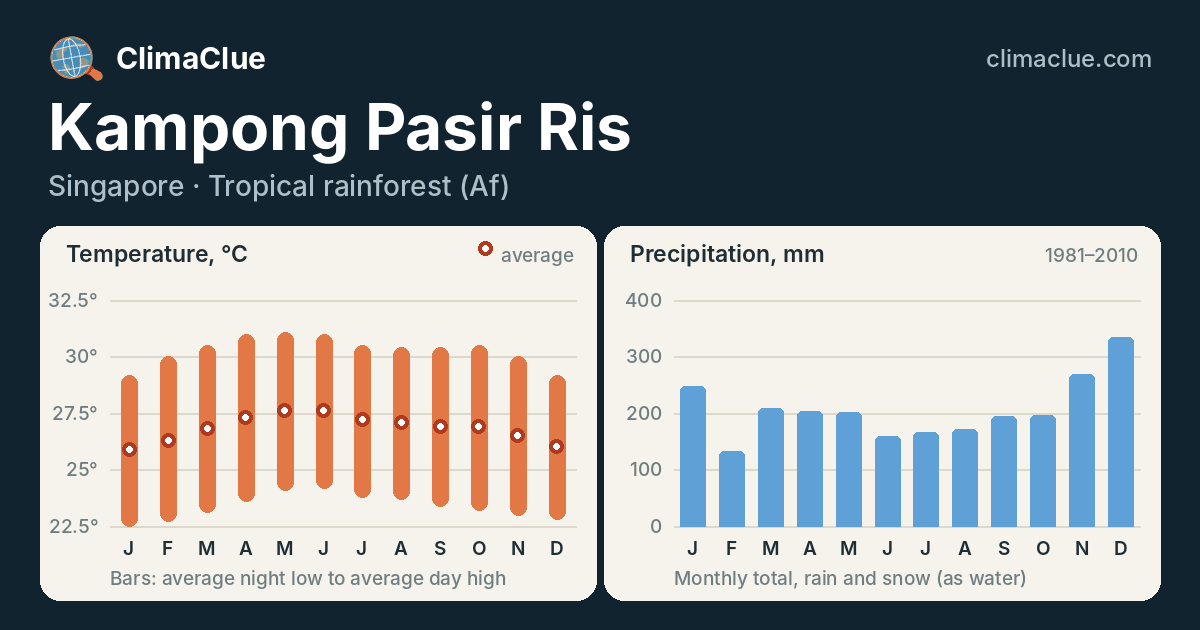 ClimaClue
climaclue.com
Kampong Pasir Ris
Singapore · Tropical rainforest (Af)
Temperature, °C
average
32.5°
30°
27.5°
25°
22.5°
J F M A M J J A S O N D
Bars: average night low to average day high
Precipitation, mm
1981–2010
400
300
200
100
0
J F M A M J J A S O N D
Monthly total, rain and snow (as water)